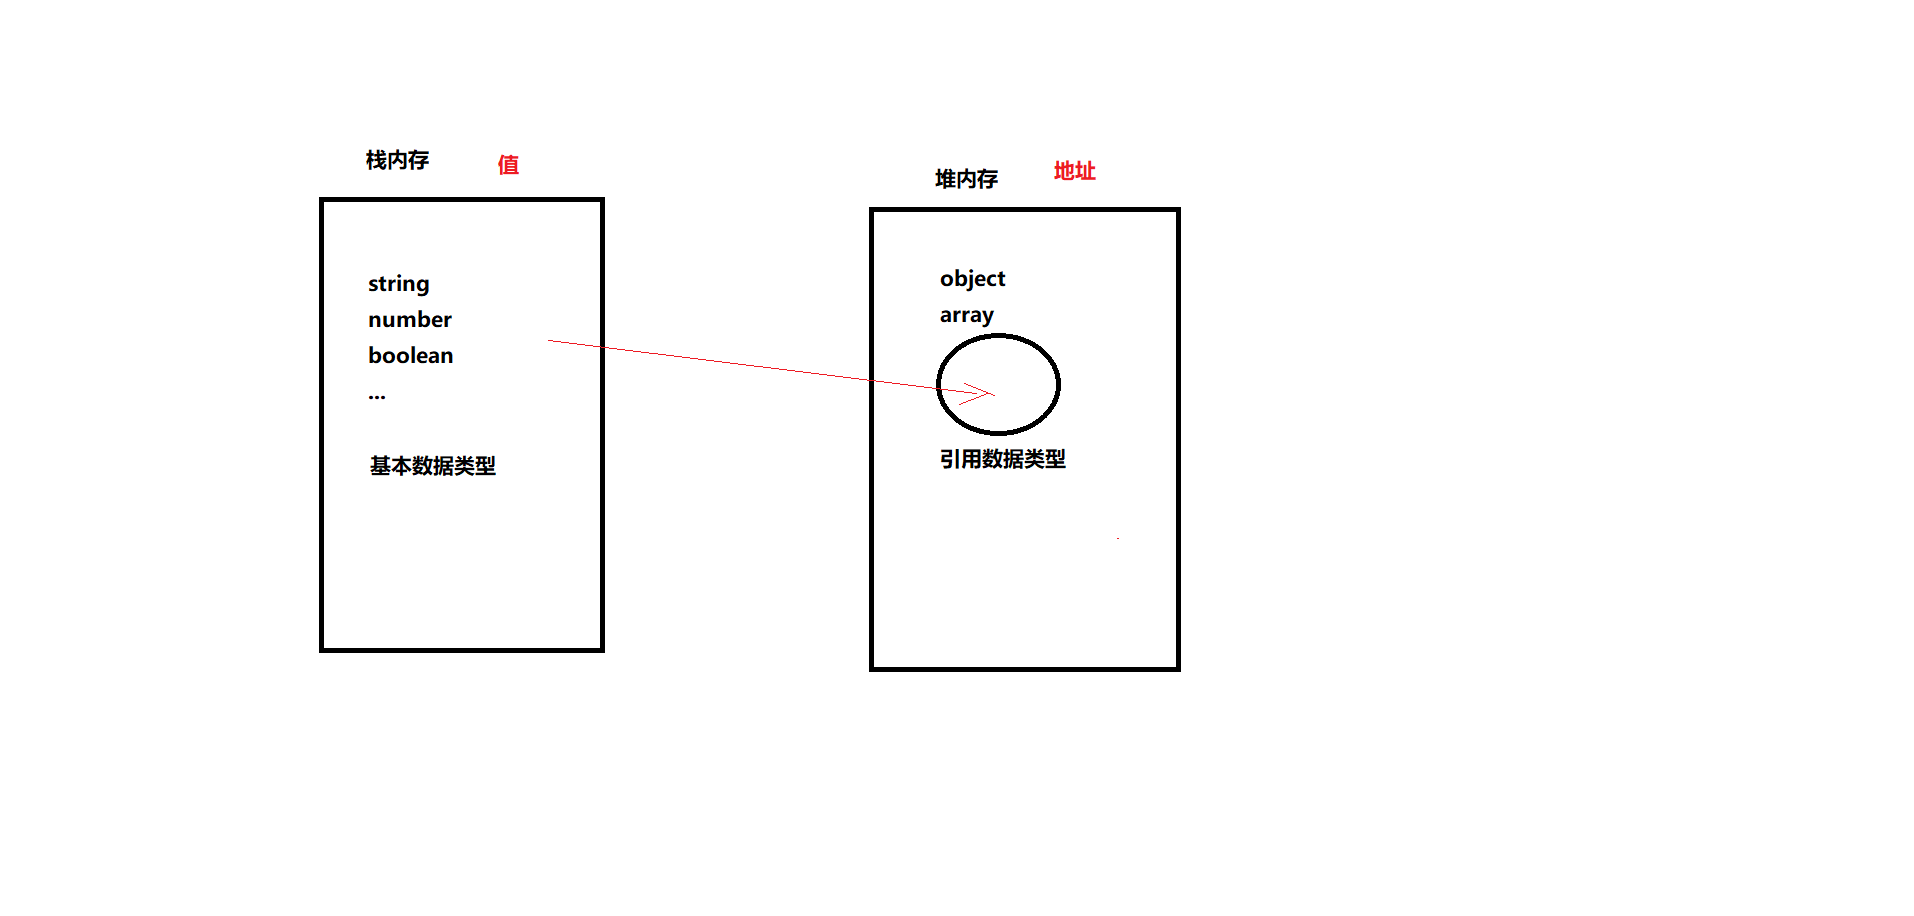 栈内存 值
string
number
boolean
...
基本数据类型
堆内存 地址
object
array
引用数据类型